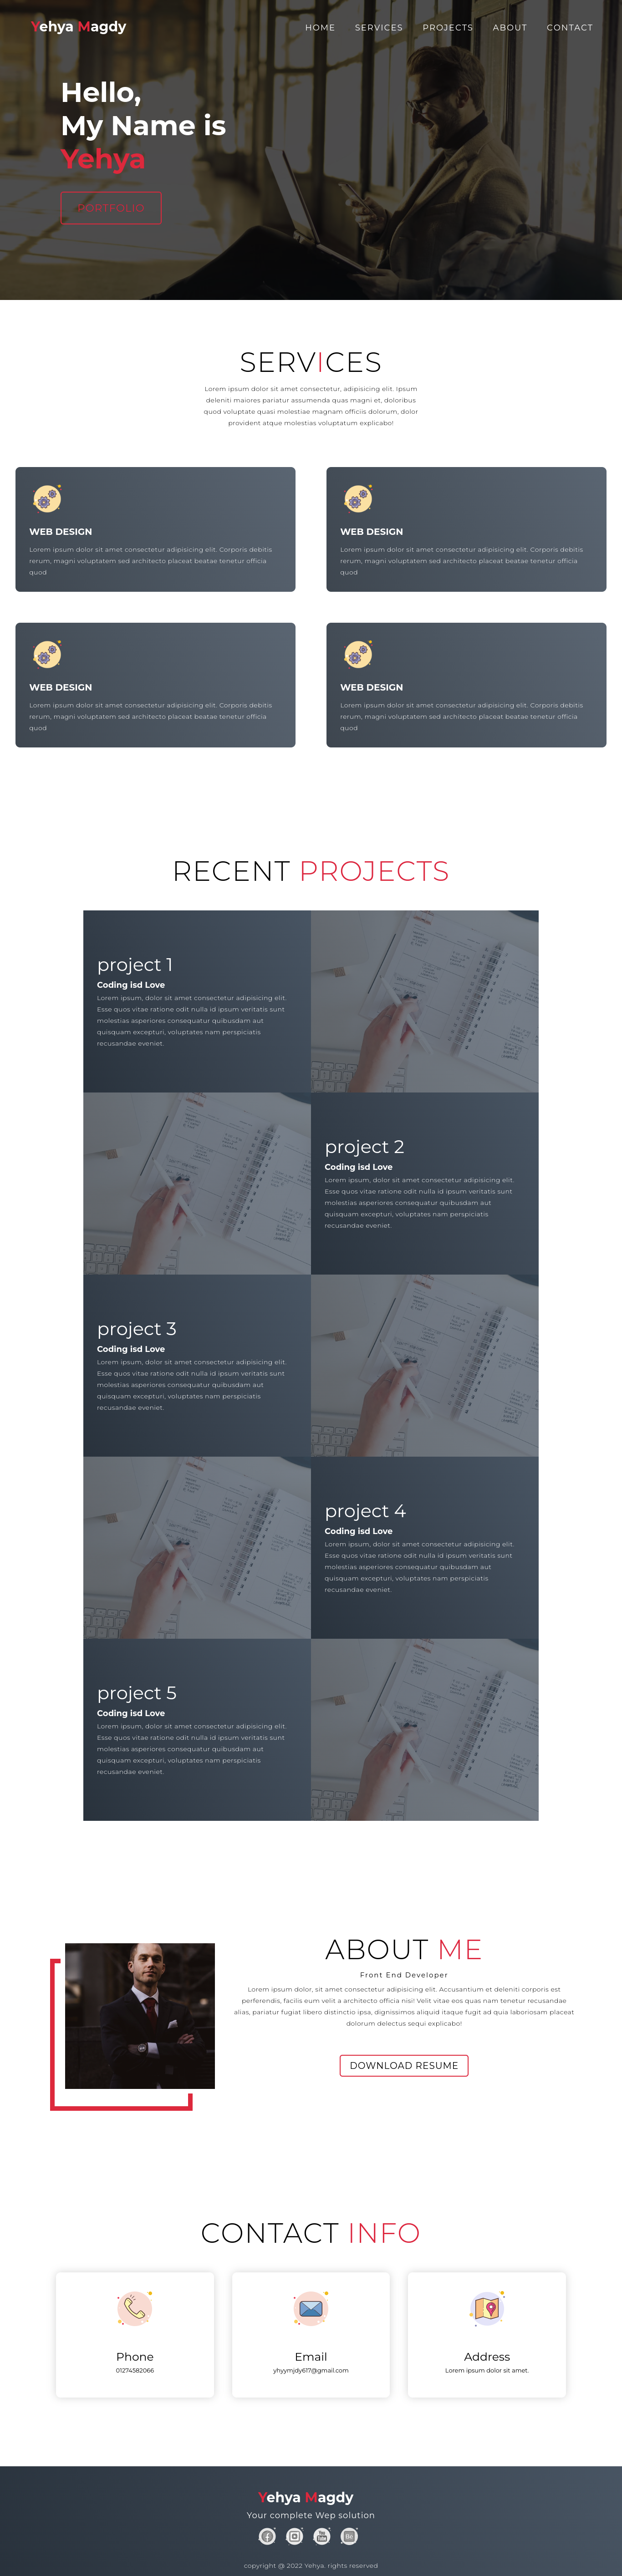 Yehya Magdy
HOME SERVICES PROJECTS ABOUT CONTACT
Hello,
My Name is
Yehya
PORTFOLIO
SERVICES
Lorem ipsum dolor sit amet consectetur, adipisicing elit. Ipsum
deleniti maiores pariatur assumenda quas magni et, doloribus
quod voluptate quasi molestiae magnam officiis dolorum, dolor
provident atque molestias voluptatum explicabo!
WEB DESIGN
Lorem ipsum dolor sit amet consectetur adipisicing elit. Corporis debitis
rerum, magni voluptatem sed architecto placeat beatae tenetur officia
quod
WEB DESIGN
Lorem ipsum dolor sit amet consectetur adipisicing elit. Corporis debitis
rerum, magni voluptatem sed architecto placeat beatae tenetur officia
quod
WEB DESIGN
Lorem ipsum dolor sit amet consectetur adipisicing elit. Corporis debitis
rerum, magni voluptatem sed architecto placeat beatae tenetur officia
quod
WEB DESIGN
Lorem ipsum dolor sit amet consectetur adipisicing elit. Corporis debitis
rerum, magni voluptatem sed architecto placeat beatae tenetur officia
quod
RECENT PROJECTS
project 1
Coding isd Love
Lorem ipsum, dolor sit amet consectetur adipisicing elit.
Esse quos vitae ratione odit nulla id ipsum veritatis sunt
molestias asperiores consequatur quibusdam aut
quisquam excepturi, voluptates nam perspiciatis
recusandae eveniet.
project 2
Coding isd Love
Lorem ipsum, dolor sit amet consectetur adipisicing elit.
Esse quos vitae ratione odit nulla id ipsum veritatis sunt
molestias asperiores consequatur quibusdam aut
quisquam excepturi, voluptates nam perspiciatis
recusandae eveniet.
project 3
Coding isd Love
Lorem ipsum, dolor sit amet consectetur adipisicing elit.
Esse quos vitae ratione odit nulla id ipsum veritatis sunt
molestias asperiores consequatur quibusdam aut
quisquam excepturi, voluptates nam perspiciatis
recusandae eveniet.
project 4
Coding isd Love
Lorem ipsum, dolor sit amet consectetur adipisicing elit.
Esse quos vitae ratione odit nulla id ipsum veritatis sunt
molestias asperiores consequatur quibusdam aut
quisquam excepturi, voluptates nam perspiciatis
recusandae eveniet.
project 5
Coding isd Love
Lorem ipsum, dolor sit amet consectetur adipisicing elit.
Esse quos vitae ratione odit nulla id ipsum veritatis sunt
molestias asperiores consequatur quibusdam aut
quisquam excepturi, voluptates nam perspiciatis
recusandae eveniet.
ABOUT ME
Front End Developer
Lorem ipsum dolor, sit amet consectetur adipisicing elit. Accusantium et deleniti corporis est
perferendis, facilis eum velit a architecto officia nisi! Velit vitae eos quas nam tenetur recusandae
alias, pariatur fugiat libero distinctio ipsa, dignissimos aliquid itaque fugit ad quia laboriosam placeat
dolorum delectus sequi explicabo!
DOWNLOAD RESUME
CONTACT INFO
Phone
01274582066
Email
yhyymjdy617@gmail.com
Address
Lorem ipsum dolor sit amet.
Yehya Magdy
Your complete Wep solution
copyright @ 2022 Yehya. rights reserved